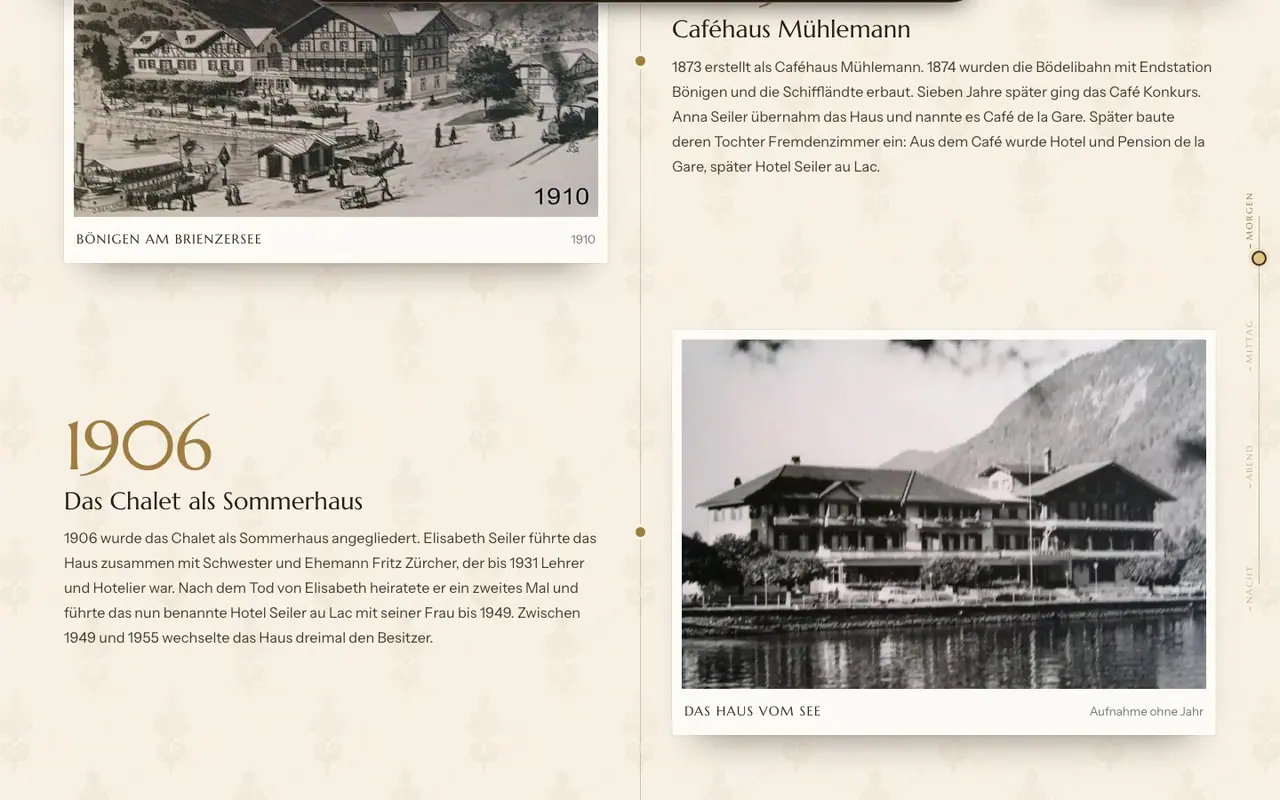 1910
BÖNIGEN AM BRIENZERSEE
1910
Caféhaus Mühlemann
1873 erstellt als Caféhaus Mühlemann. 1874 wurden die Bödelibahn mit Endstation
Bönigen und die Schiffländte erbaut. Sieben Jahre später ging das Café Konkurs.
Anna Seiler übernahm das Haus und nannte es Café de la Gare. Später baute
deren Tochter Fremdenzimmer ein: Aus dem Café wurde Hotel und Pension de la
Gare, später Hotel Seiler au Lac.
1906
Das Chalet als Sommerhaus
1906 wurde das Chalet als Sommerhaus angegliedert. Elisabeth Seiler führte das
Haus zusammen mit Schwester und Ehemann Fritz Zürcher, der bis 1931 Lehrer
und Hotelier war. Nach dem Tod von Elisabeth heiratete er ein zweites Mal und
führte das nun benannte Hotel Seiler au Lac mit seiner Frau bis 1949. Zwischen
1949 und 1955 wechselte das Haus dreimal den Besitzer.
DAS HAUS VOM SEE
Aufnahme ohne Jahr
– MORGEN
– MITTAG
– ABEND
– NACHT